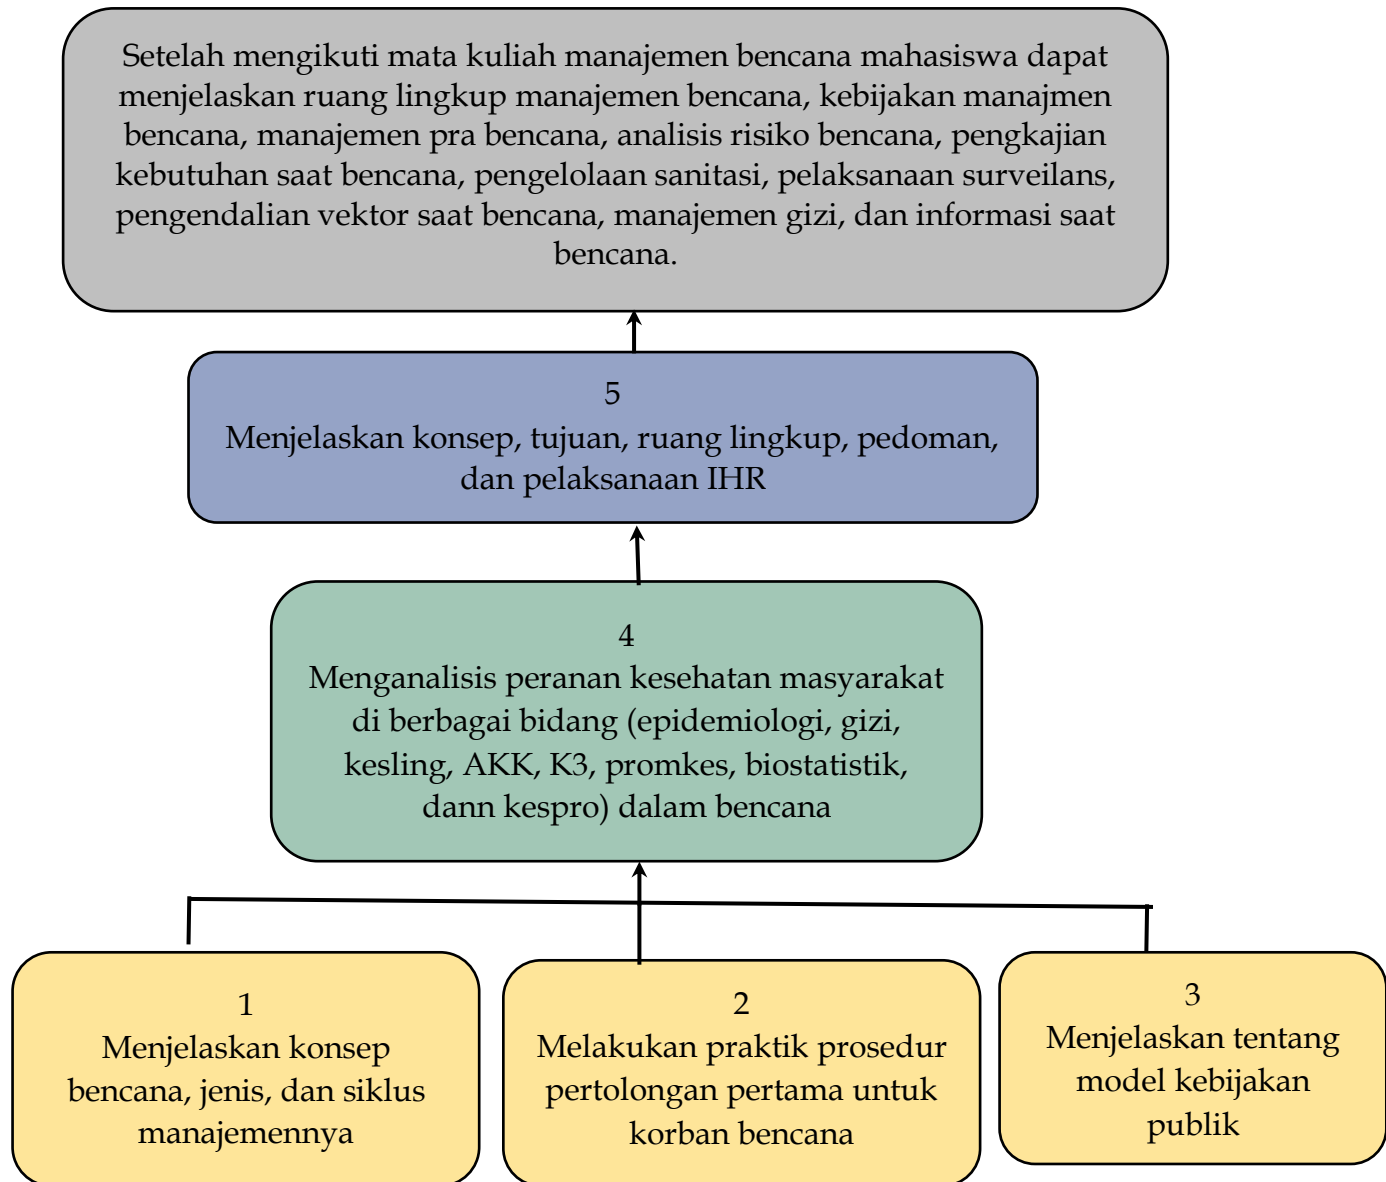 Setelah mengikuti mata kuliah manajemen bencana mahasiswa dapat
menjelaskan ruang lingkup manajemen bencana, kebijakan manajmen
bencana, manajemen pra bencana, analisis risiko bencana, pengkajian
kebutuhan saat bencana, pengelolaan sanitasi, pelaksanaan surveilans,
pengendalian vektor saat bencana, manajemen gizi, dan informasi saat
bencana.
5
Menjelaskan konsep, tujuan, ruang lingkup, pedoman,
dan pelaksanaan IHR
4
Menganalisis peranan kesehatan masyarakat
di berbagai bidang (epidemiologi, gizi,
kesling, AKK, K3, promkes, biostatistik,
dann kespro) dalam bencana
1
Menjelaskan konsep
bencana, jenis, dan siklus
manajemennya
2
Melakukan praktik prosedur
pertolongan pertama untuk
korban bencana
3
Menjelaskan tentang
model kebijakan
publik